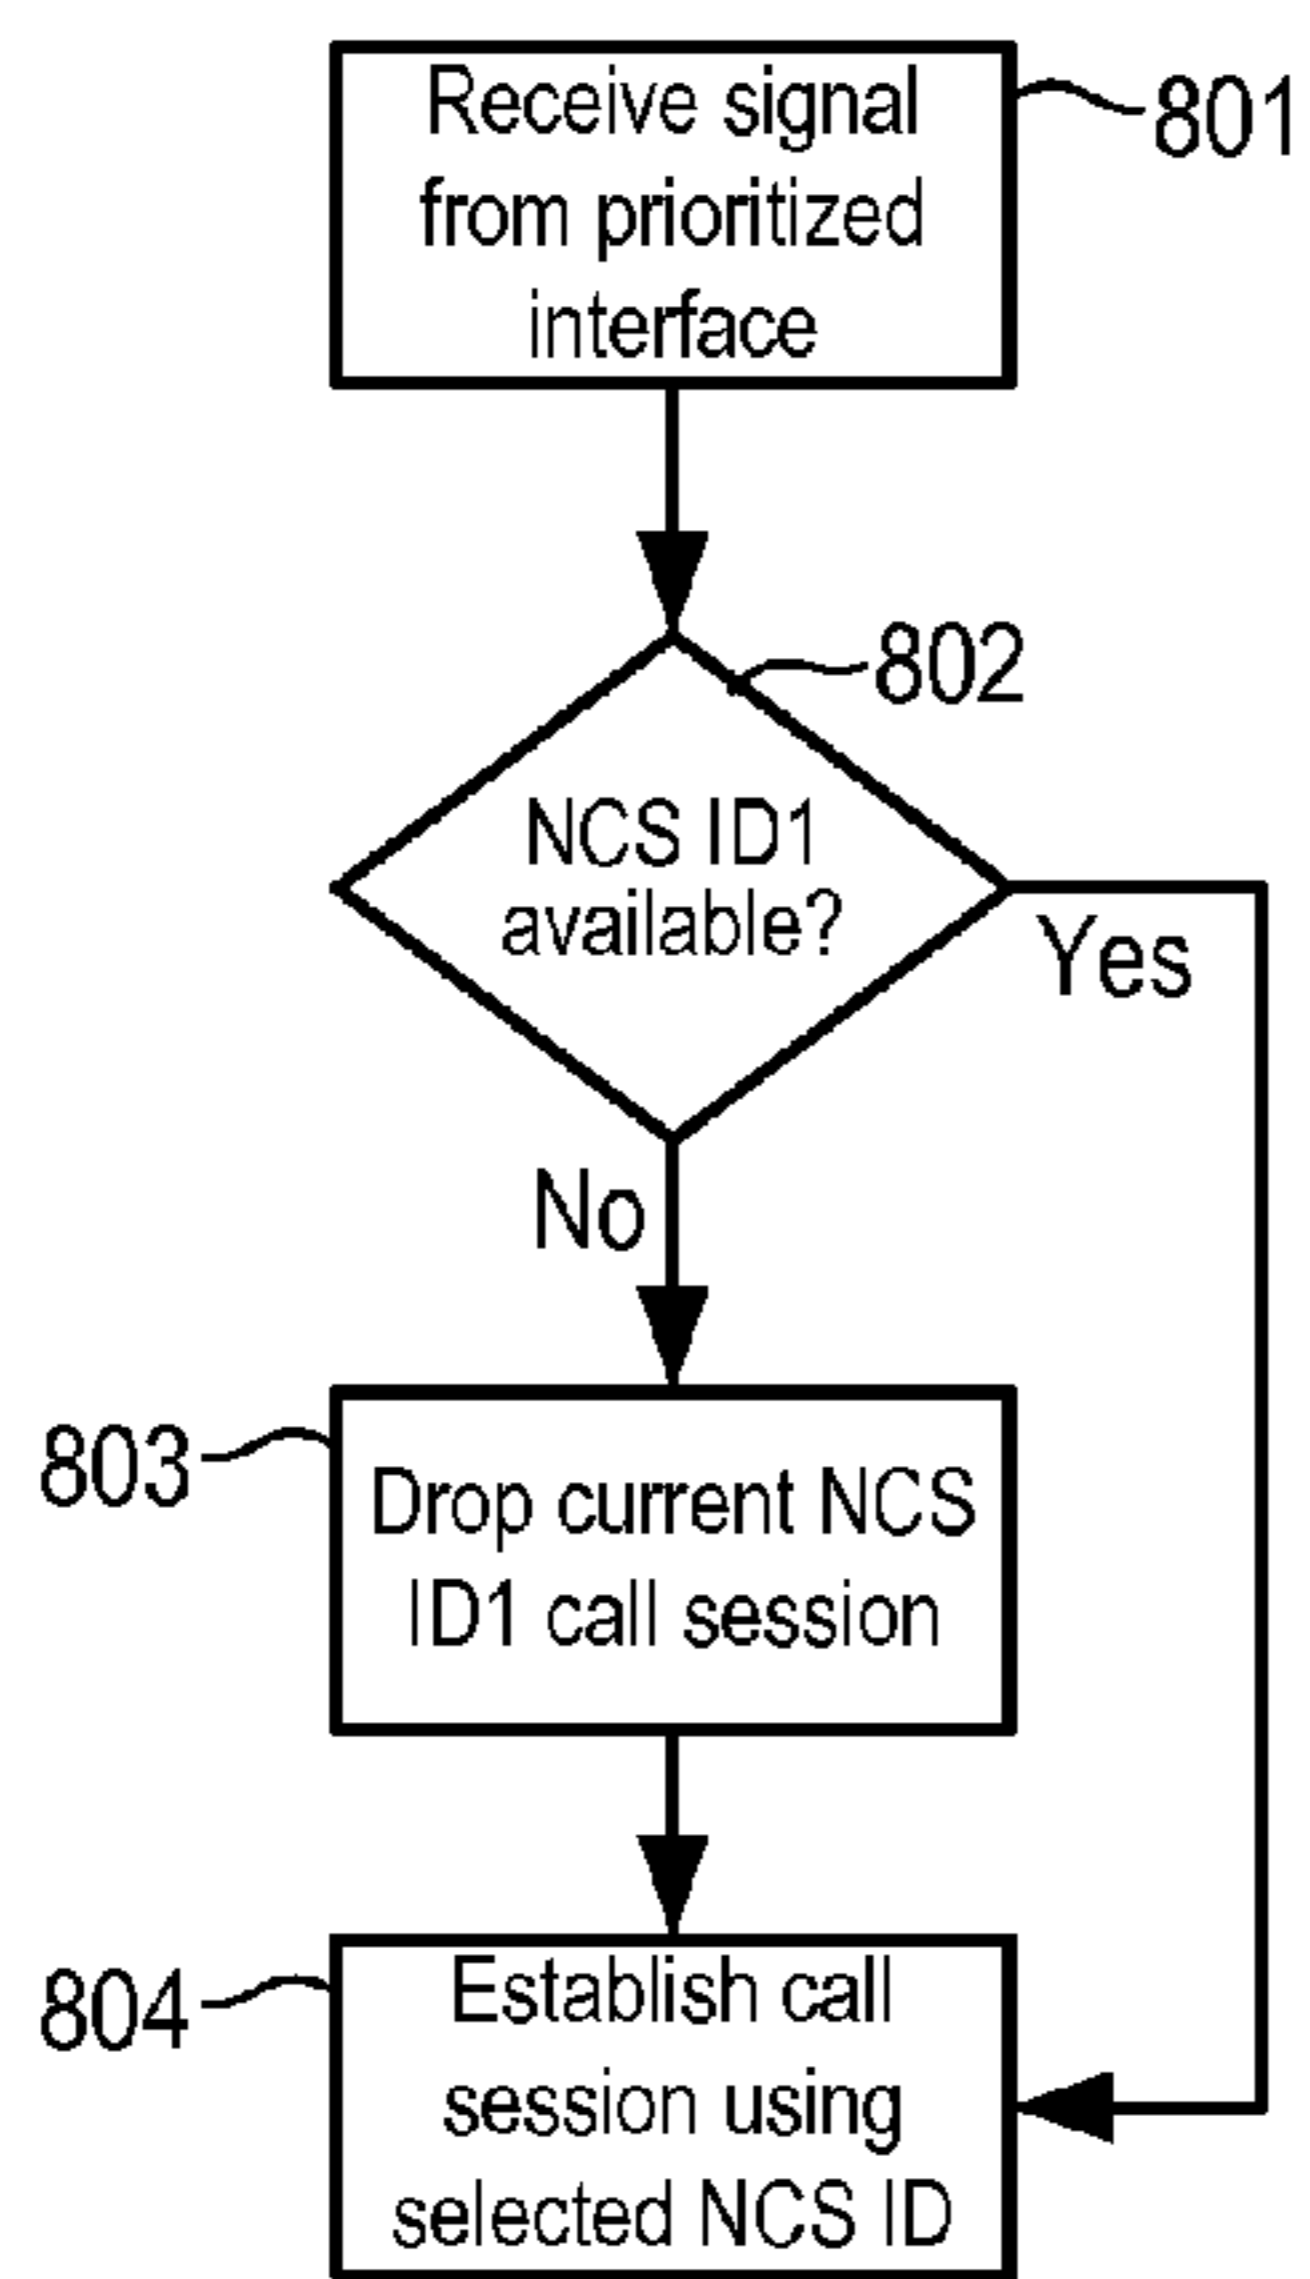 Receive signal
from prioritized
interface
801
802
NCS ID1
available?
Yes
No
803
Drop current NCS
ID1 call session
804
Establish call
session using
selected NCS ID